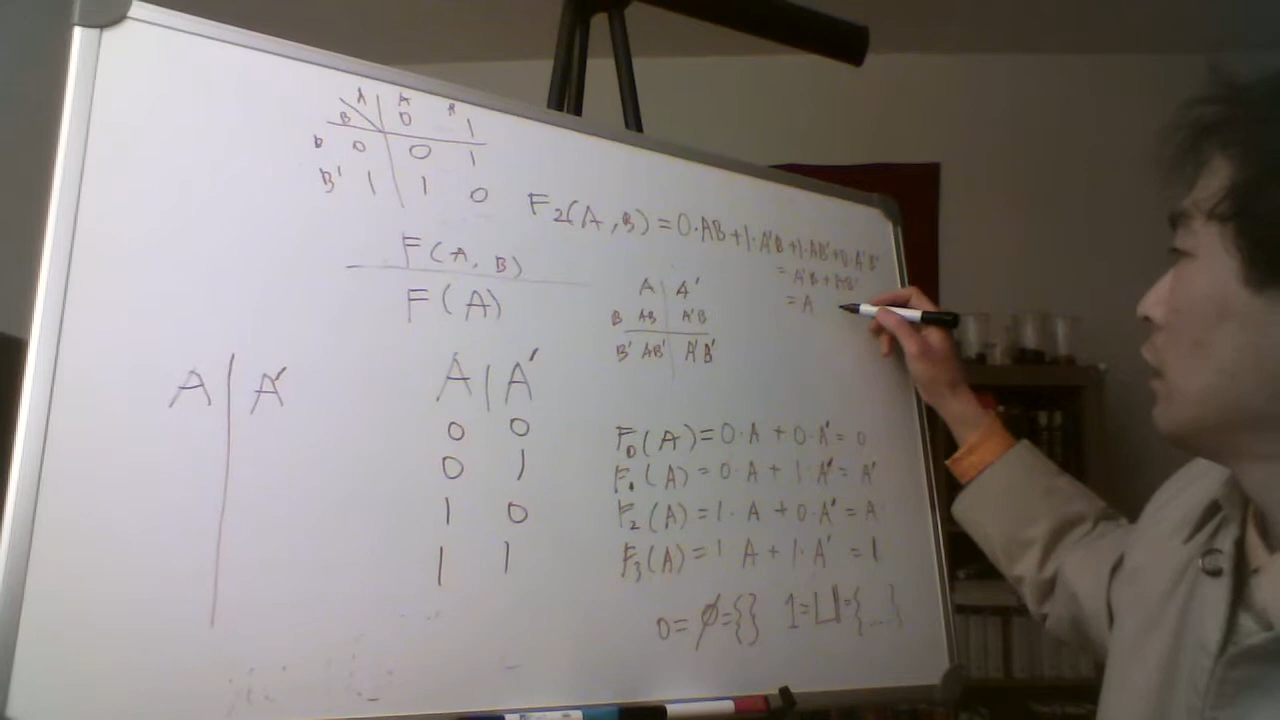 A A A
B 0 1
B 0 0 1
B' 1 1 0
F₂(A,B)=0·AB+1·A'B+1·AB'+0·A'B'
=A'B+AB'
=A
F(A,B)
F(A)
A A'
B AB A'B
B' AB' A'B'
A A'
A A'
0 0
0 1
1 0
1 1
F₀(A)=0·A+0·A'=0
F₁(A)=0·A+1·A'=A'
F₂(A)=1·A+0·A'=A
F₃(A)=1·A+1·A'=1
0=∅={} 1=U={...}